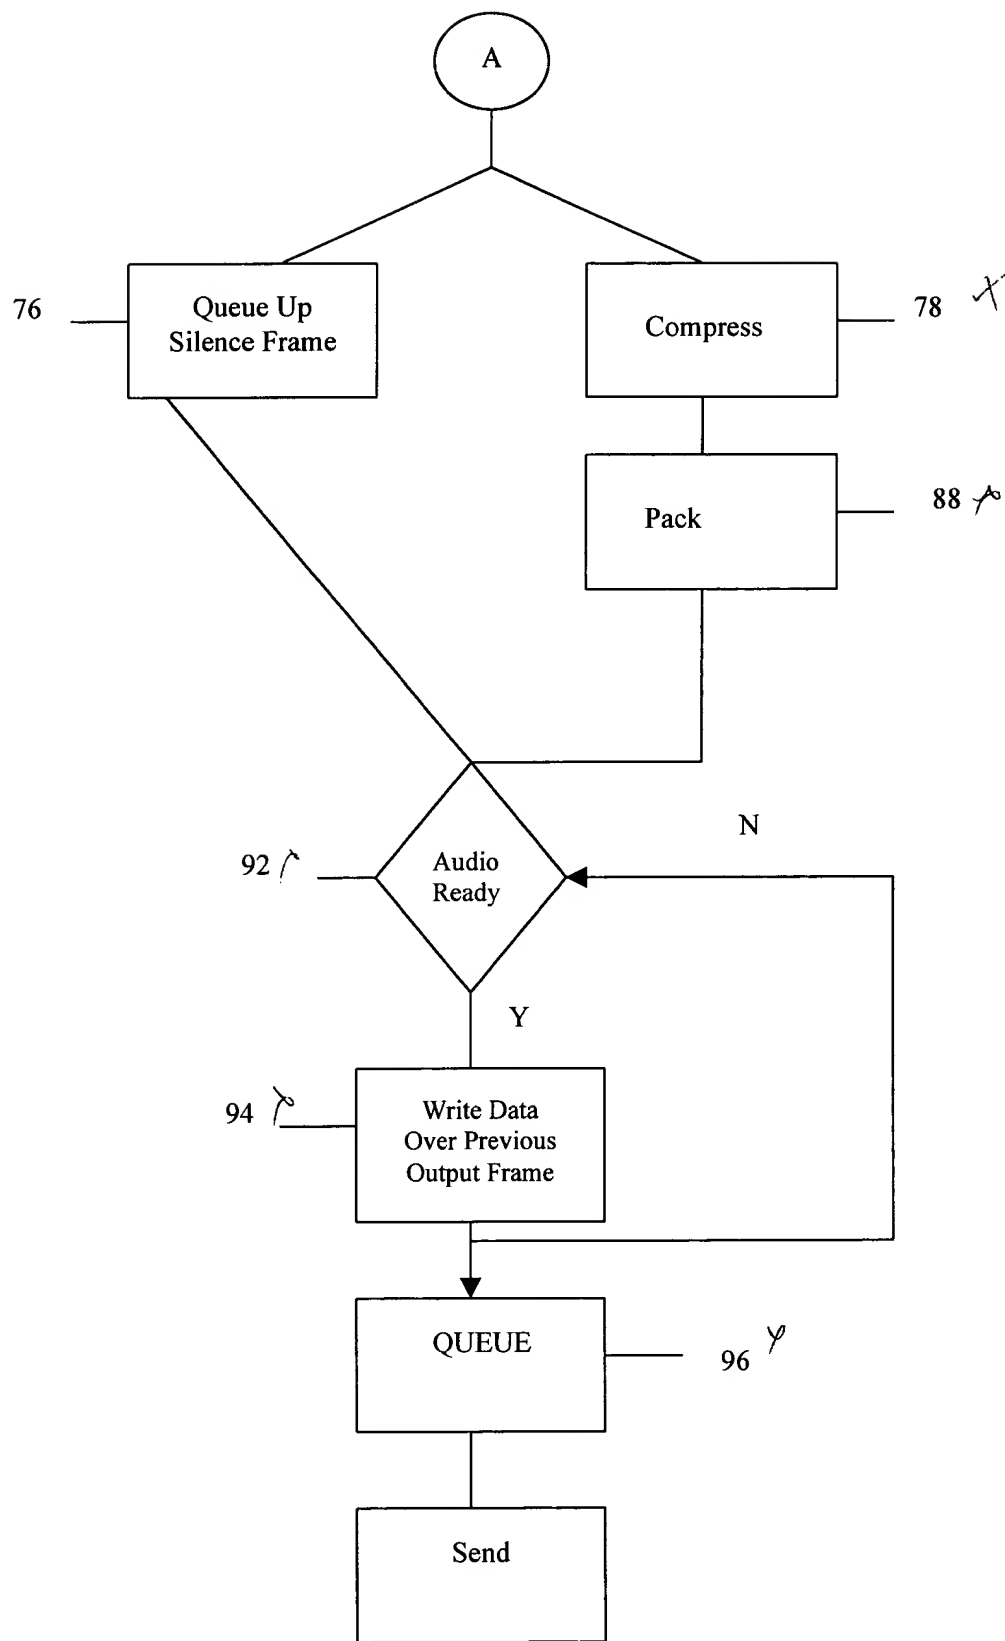 A
76
Queue Up
Silence Frame
Compress
78
Pack
88
N
92
Audio
Ready
Y
94
Write Data
Over Previous
Output Frame
QUEUE
96
Send